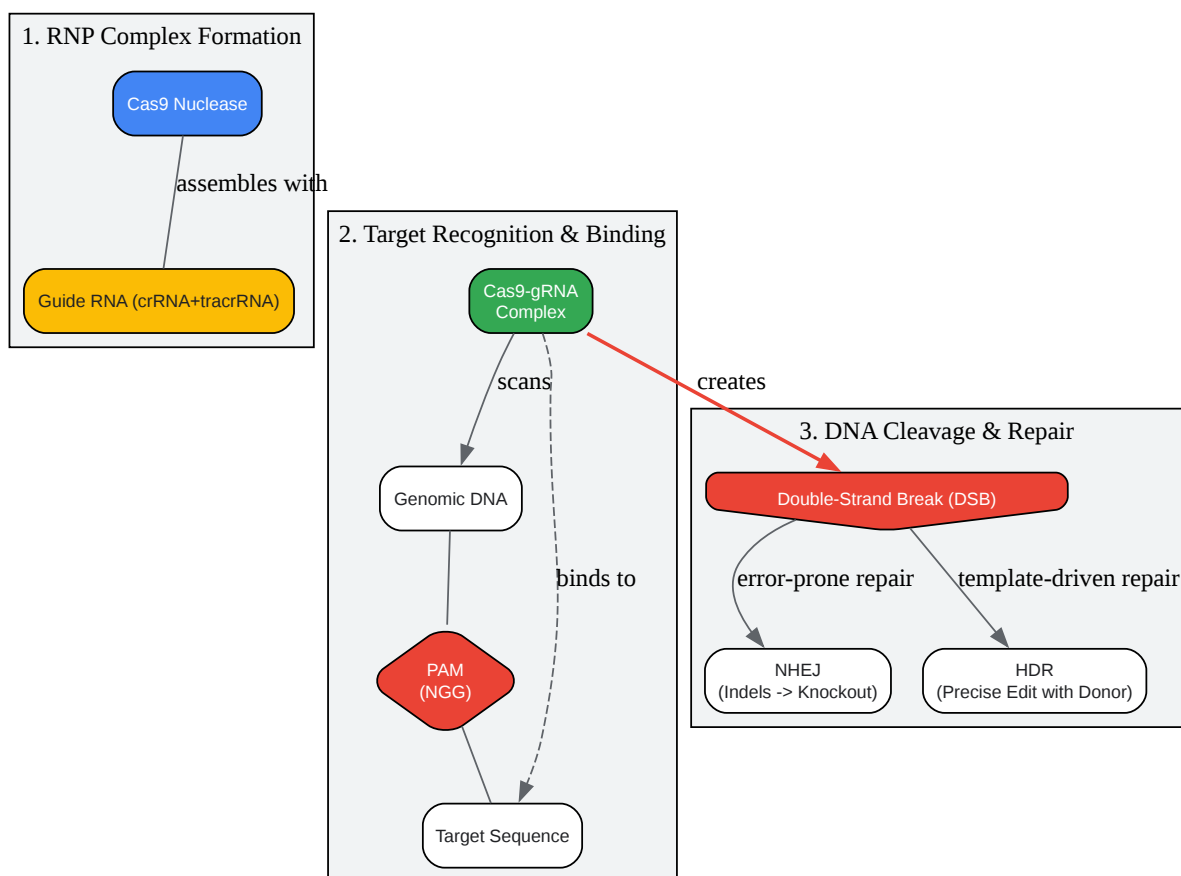 1. RNP Complex Formation
Cas9 Nuclease
assembles with
Guide RNA (crRNA+tracrRNA)
2. Target Recognition & Binding
Cas9-gRNA
Complex
scans
creates
Genomic DNA
binds to
PAM
(NGG)
Target Sequence
3. DNA Cleavage & Repair
Double-Strand Break (DSB)
error-prone repair
template-driven repair
NHEJ
(Indels -> Knockout)
HDR
(Precise Edit with Donor)